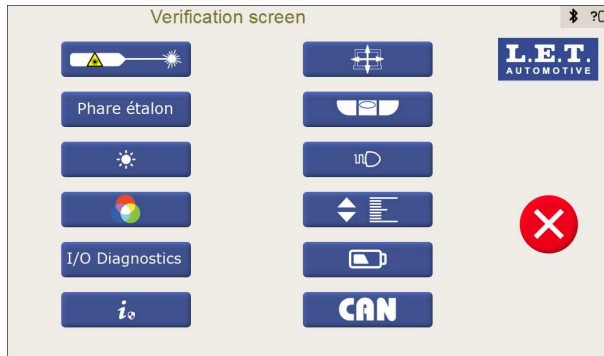 Verification screen
?
L.E.T.
AUTOMOTIVE
Phare étalon
I/O Diagnostics
i
CAN